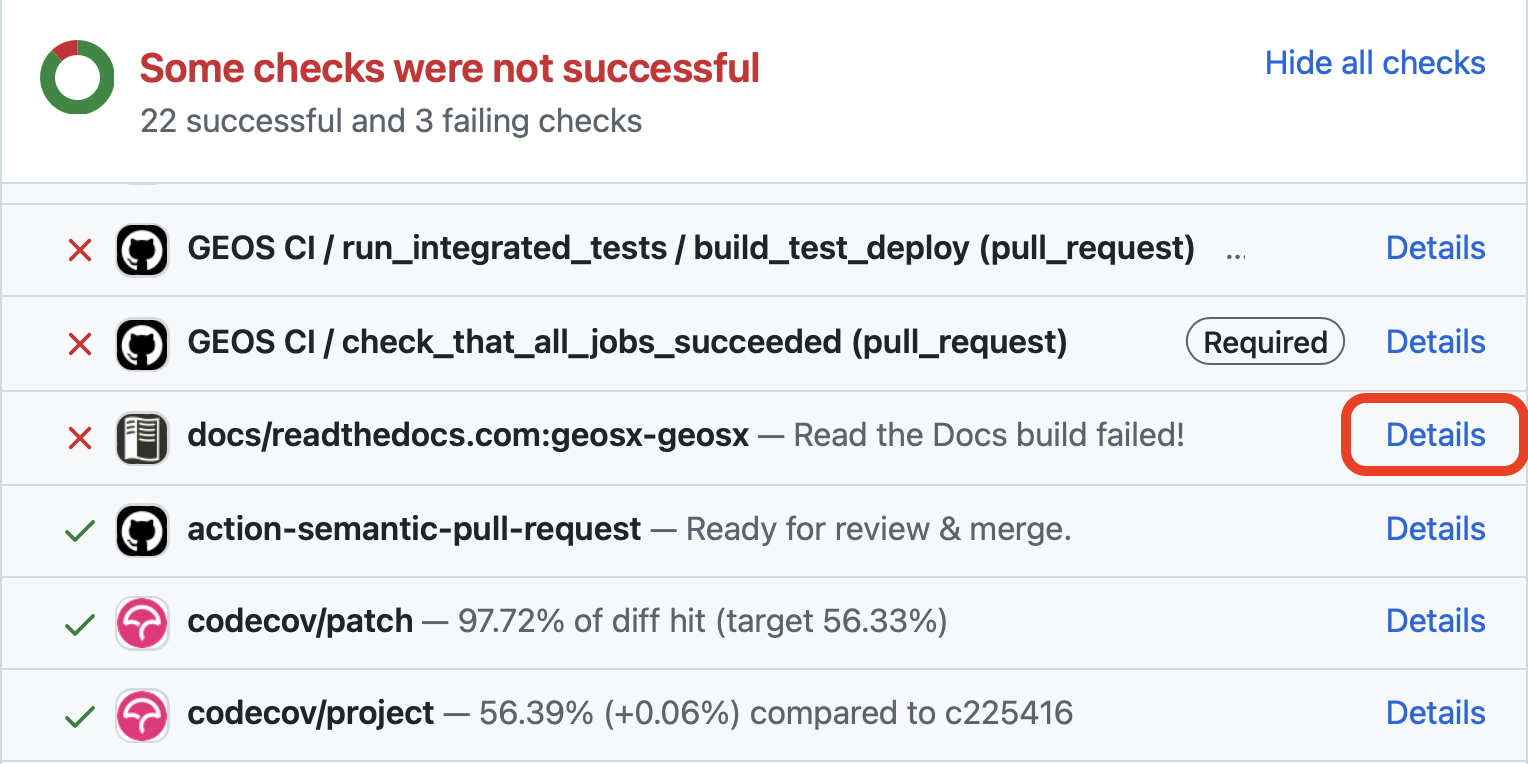 Some checks were not successful
Hide all checks
22 successful and 3 failing checks
GEOS CI / run_integrated_tests / build_test_deploy (pull_request) ... Details
GEOS CI / check_that_all_jobs_succeeded (pull_request) Required Details
docs/readthedocs.com:geosx-geosx — Read the Docs build failed! Details
action-semantic-pull-request — Ready for review & merge. Details
codecov/patch — 97.72% of diff hit (target 56.33%) Details
codecov/project — 56.39% (+0.06%) compared to c225416 Details